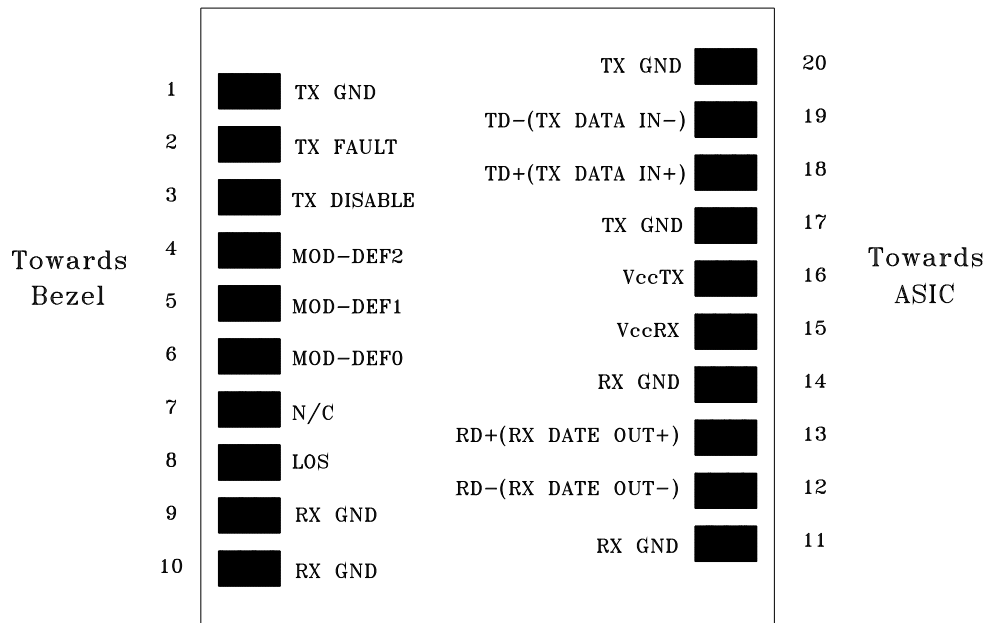 Towards
Bezel
1 TX GND
2 TX FAULT
3 TX DISABLE
4 MOD-DEF2
5 MOD-DEF1
6 MOD-DEF0
7 N/C
8 LOS
9 RX GND
10 RX GND
TX GND 20
TD-(TX DATA IN-) 19
TD+(TX DATA IN+) 18
TX GND 17
VccTX 16
VccRX 15
RX GND 14
RD+(RX DATE OUT+) 13
RD-(RX DATE OUT-) 12
RX GND 11
Towards
ASIC